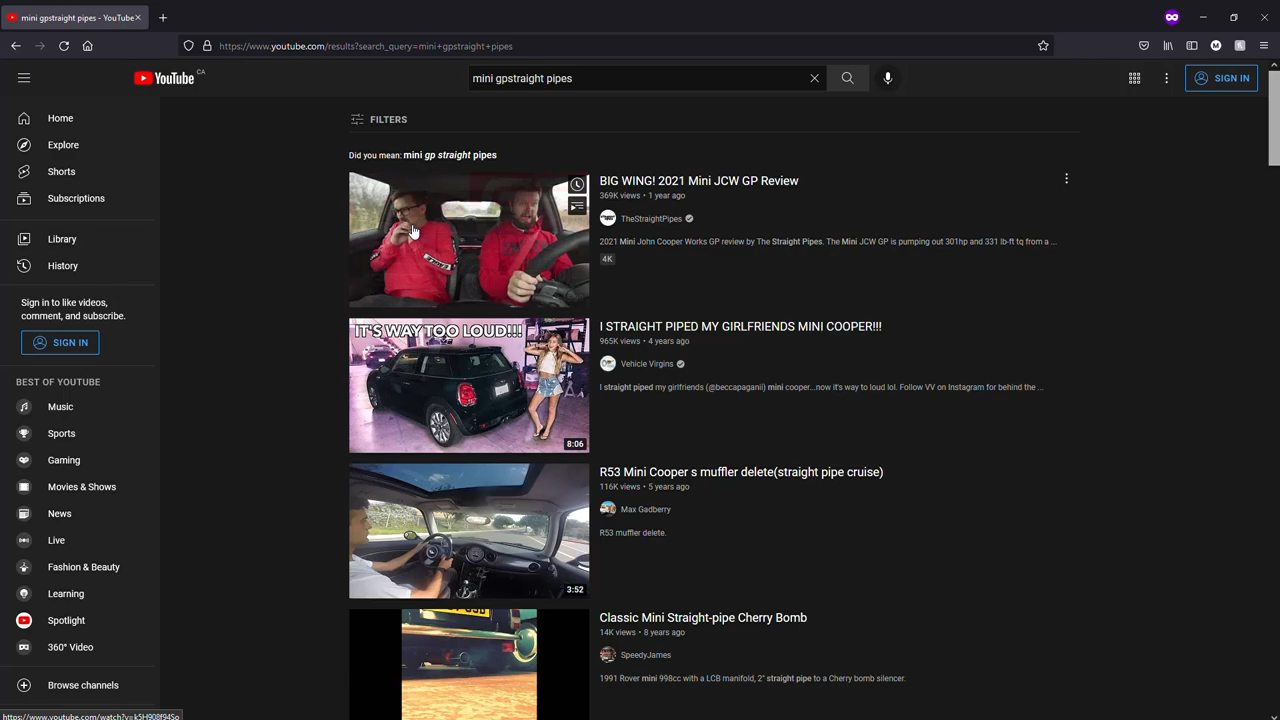 mini gpstraight pipes - YouTube
https://www.youtube.com/results?search_query=mini+gpstraight+pipes
YouTube CA
mini gpstraight pipes
SIGN IN
Home
Explore
Shorts
Subscriptions
Library
History
Sign in to like videos,
comment, and subscribe.
SIGN IN
BEST OF YOUTUBE
Music
Sports
Gaming
Movies & Shows
News
Live
Fashion & Beauty
Learning
Spotlight
360° Video
Browse channels
FILTERS
Did you mean: mini gp straight pipes
BIG WING! 2021 Mini JCW GP Review
369K views • 1 year ago
TheStraightPipes
2021 Mini John Cooper Works GP review by The Straight Pipes. The Mini JCW GP is pumping out 301hp and 331 lb-ft tq from a ...
4K
IT'S WAY TOO LOUD!!!
8:06
I STRAIGHT PIPED MY GIRLFRIENDS MINI COOPER!!!
965K views • 4 years ago
Vehicle Virgins
I straight piped my girlfriends (@beccapaganii) mini cooper...now it's way to loud lol. Follow VV on Instagram for behind the ...
3:52
R53 Mini Cooper s muffler delete(straight pipe cruise)
116K views • 5 years ago
Max Gadberry
R53 muffler delete.
Classic Mini Straight-pipe Cherry Bomb
14K views • 8 years ago
SpeedyJames
1991 Rover mini 998cc with a LCB manifold, 2" straight pipe to a Cherry bomb silencer.
https://www.youtube.com/watch?v=k5H908f94So